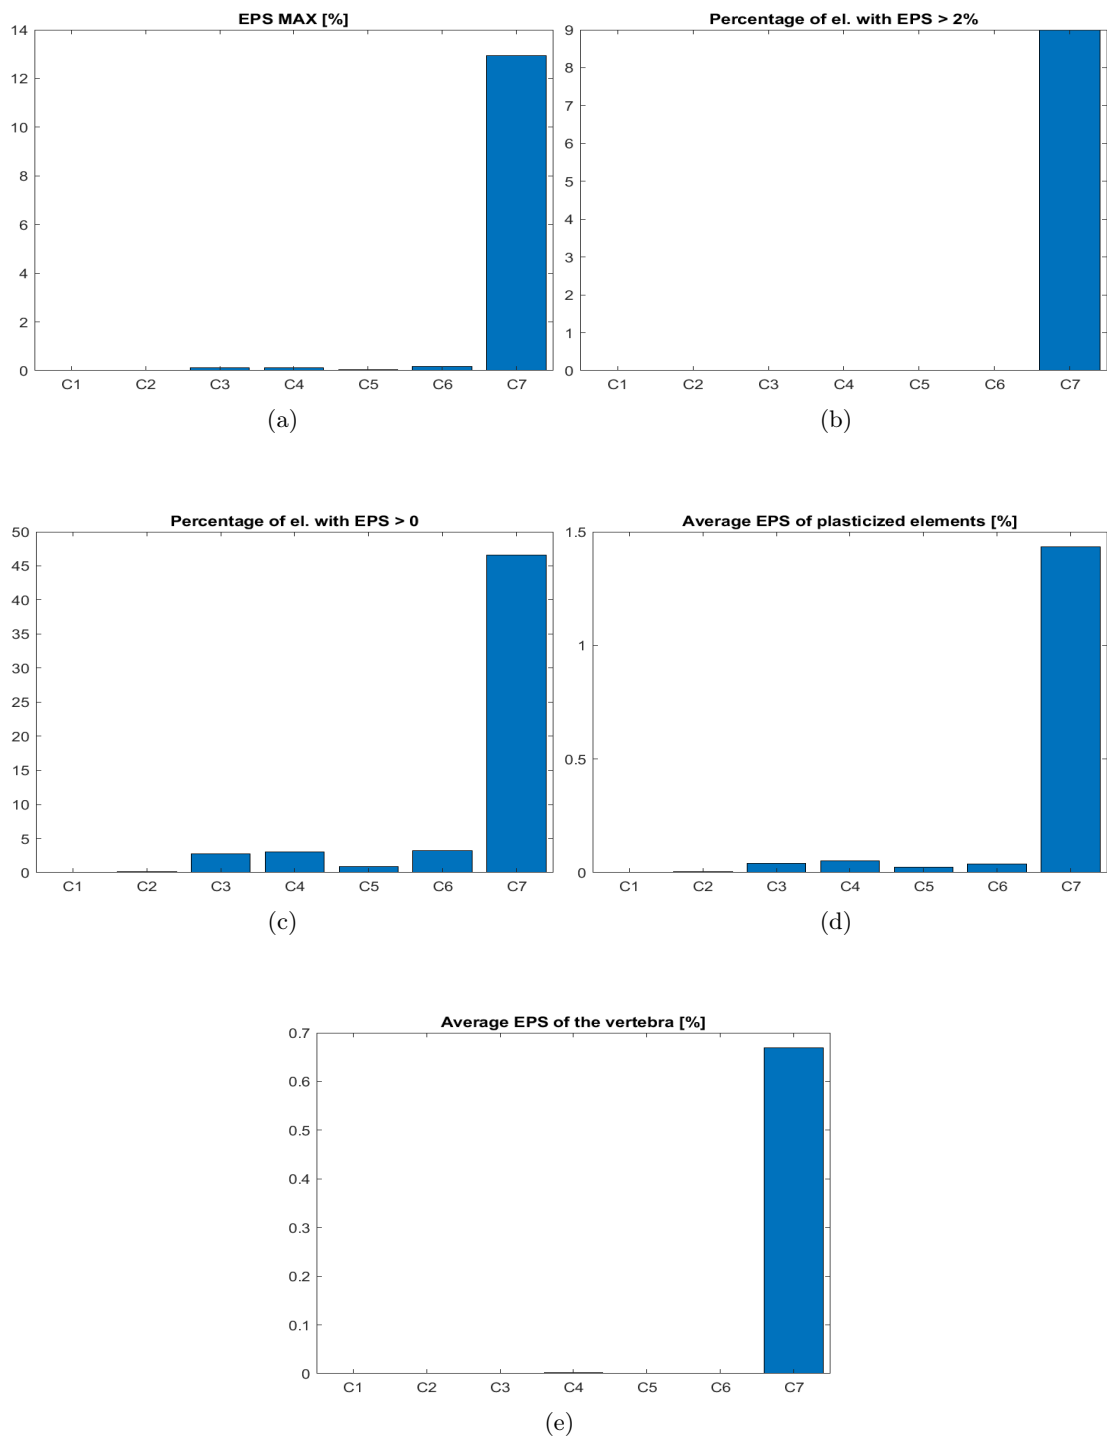 EPS MAX [%]
14
12
10
8
6
4
2
0
C1 C2 C3 C4 C5 C6 C7
(a)
Percentage of el. with EPS > 2%
9
8
7
6
5
4
3
2
1
0
C1 C2 C3 C4 C5 C6 C7
(b)
Percentage of el. with EPS > 0
50
45
40
35
30
25
20
15
10
5
0
C1 C2 C3 C4 C5 C6 C7
(c)
Average EPS of plasticized elements [%]
1.5
1
0.5
0
C1 C2 C3 C4 C5 C6 C7
(d)
Average EPS of the vertebra [%]
0.7
0.6
0.5
0.4
0.3
0.2
0.1
0
C1 C2 C3 C4 C5 C6 C7
(e)